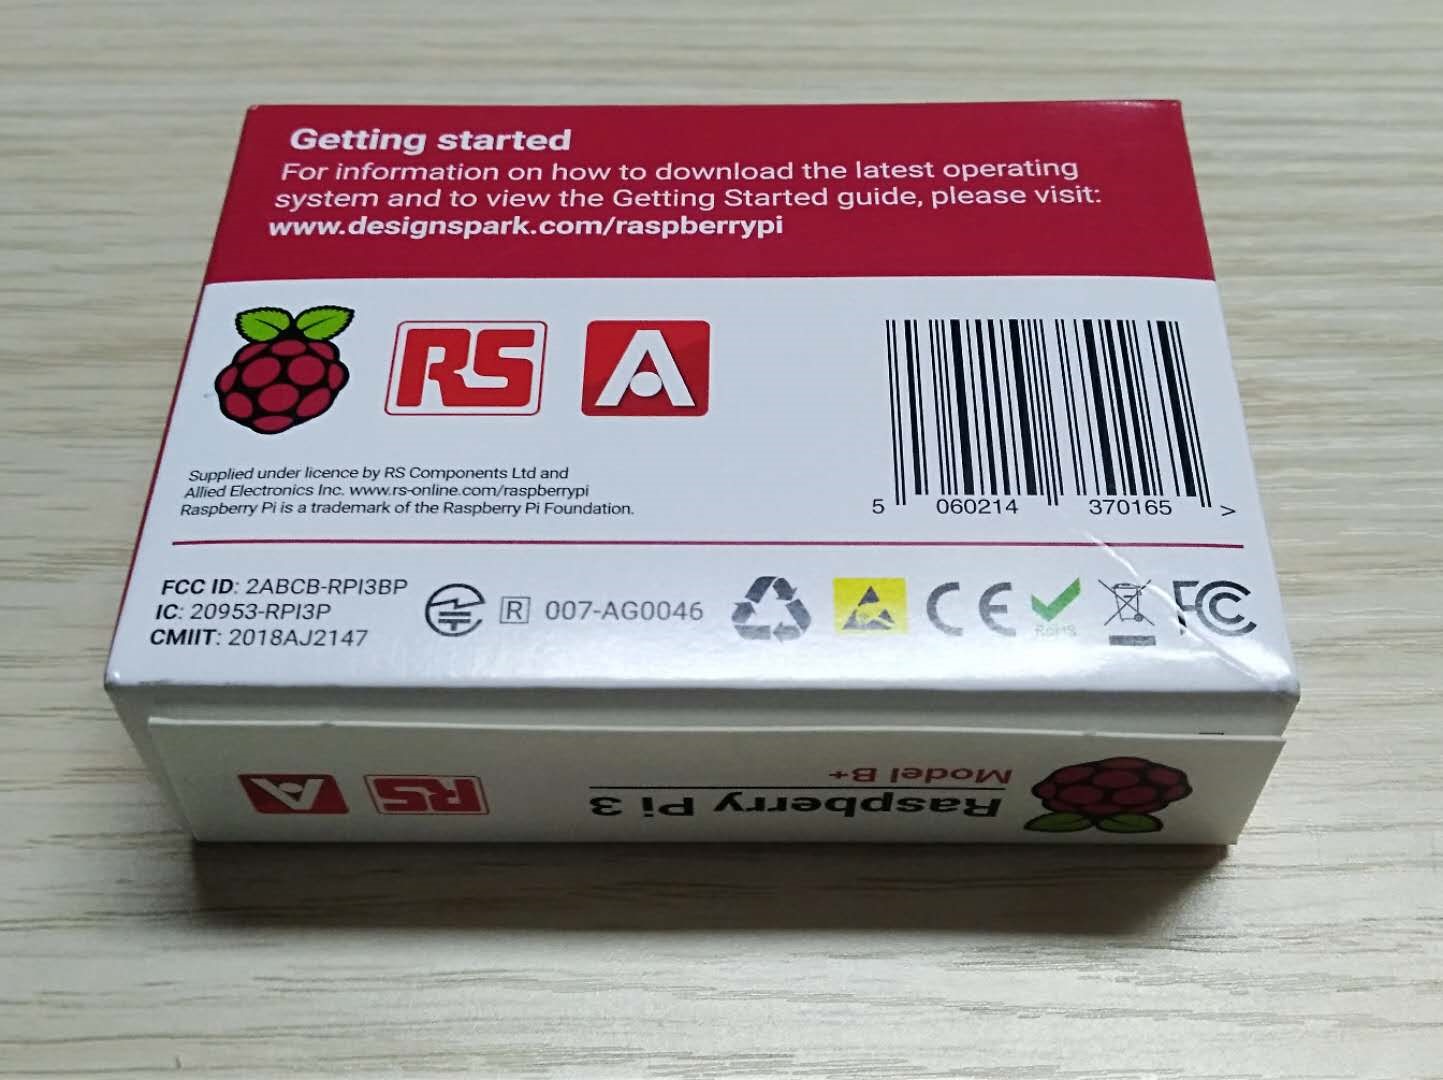 Getting started
For information on how to download the latest operating
system and to view the Getting Started guide, please visit:
www.designspark.com/raspberrypi
RS
A
Supplied under licence by RS Components Ltd and
Allied Electronics Inc. www.rs-online.com/raspberrypi
Raspberry Pi is a trademark of the Raspberry Pi Foundation.
5 060214 370165 >
FCC ID: 2ABCB-RPI3BP
IC: 20953-RPI3P
CMIIT: 2018AJ2147
R 007-AG0046
CE
RoHS
FC
Raspberry Pi 3
Model B+
RS
A